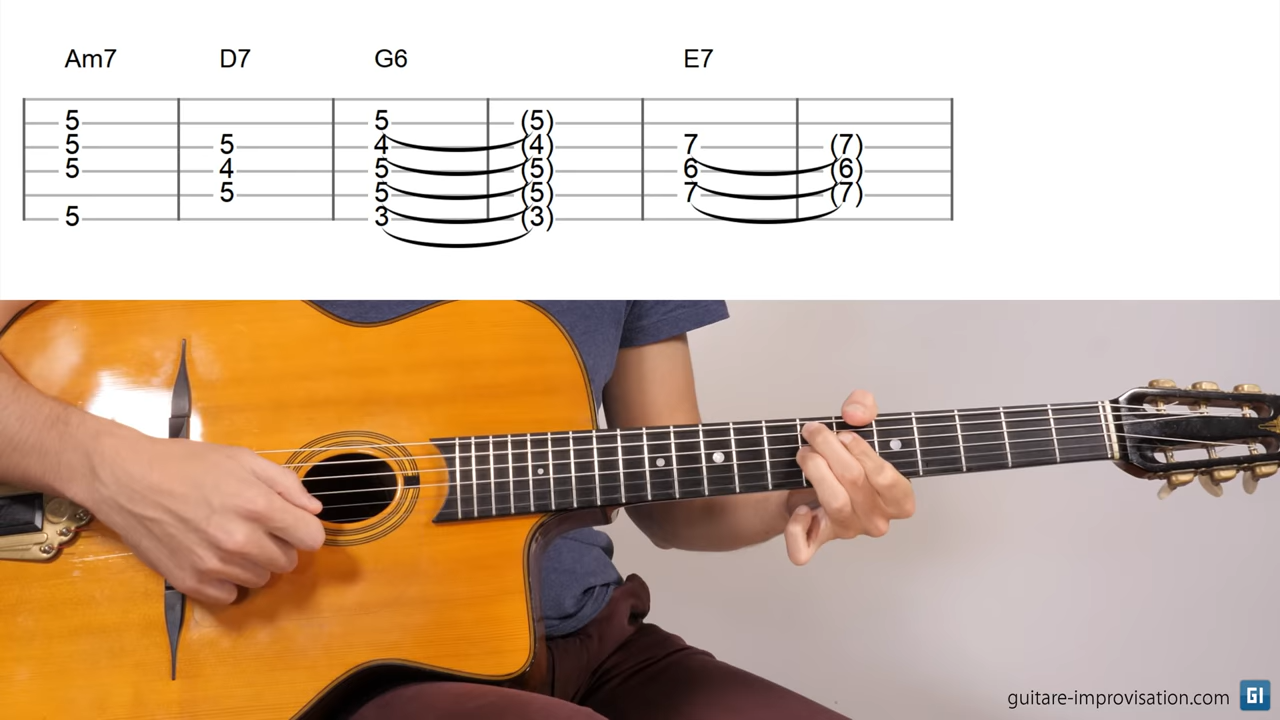 Am7 D7 G6 E7
5 5 (5)
5 5 4 (4) 7 (7)
5 4 5 (5) 6 (6)
5 5 (5) 7 (7)
5 3 (3)
guitare-improvisation.com GI